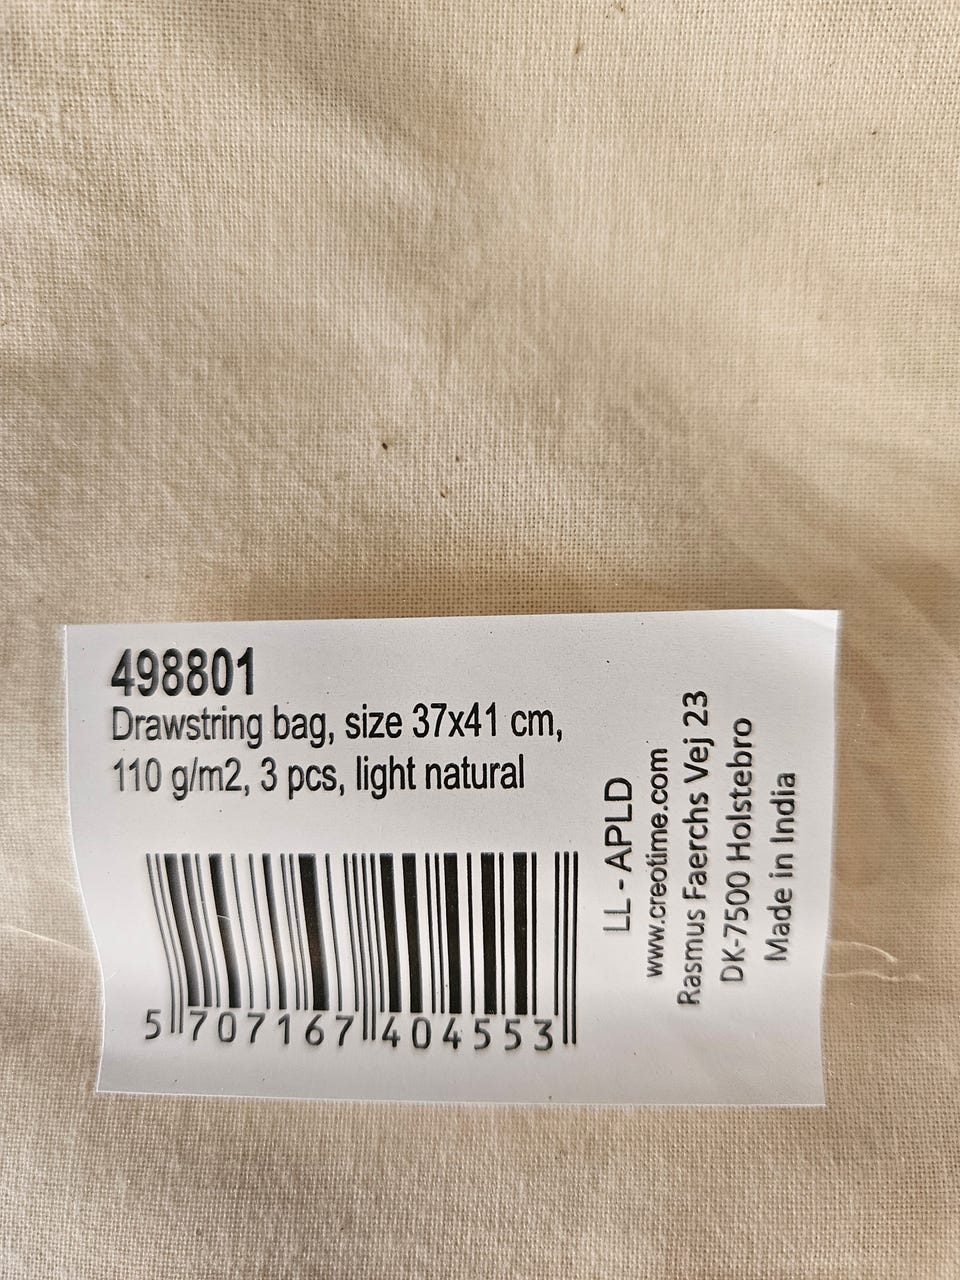 498801
Drawstring bag, size 37x41 cm,
110 g/m2, 3 pcs, light natural
5 707167 404553
LL - APLD
www.creotime.com
Rasmus Faerchs Vej 23
DK-7500 Holstebro
Made in India